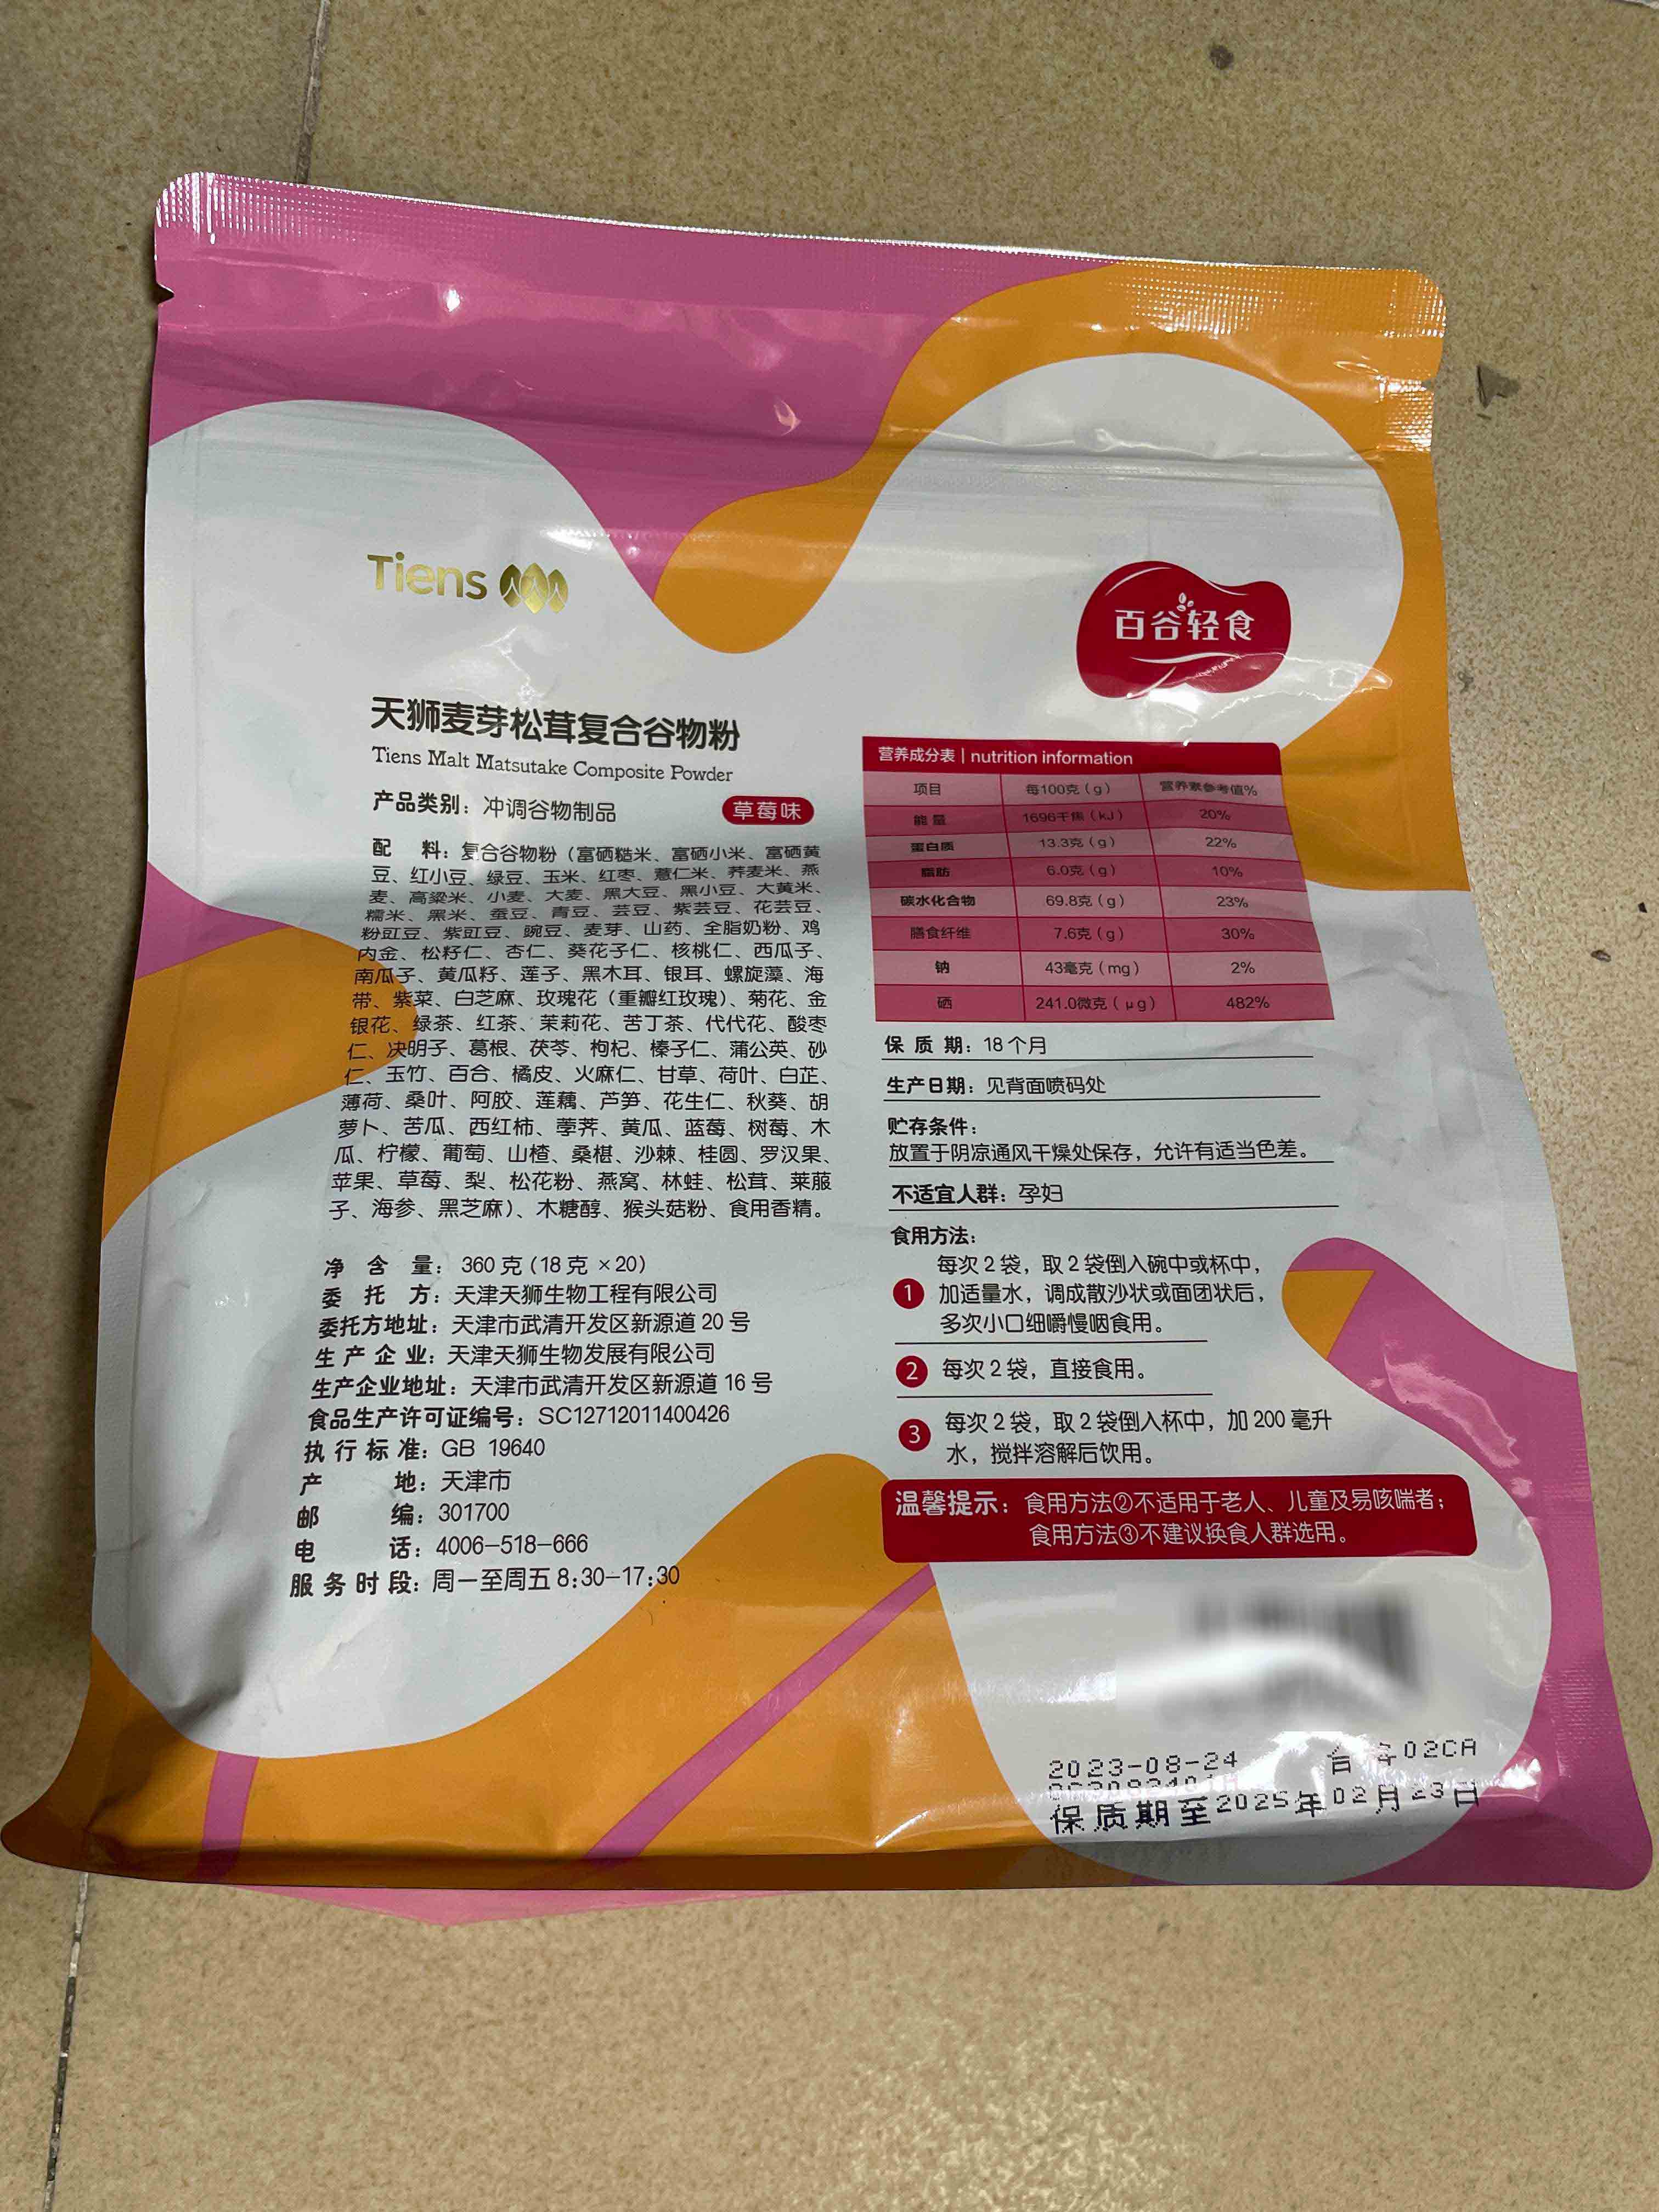 Tiens
百谷轻食
天狮麦芽松茸复合谷物粉
Tiens Malt Matsutake Composite Powder
产品类别：冲调谷物制品 草莓味
配 料：复合谷物粉（富硒糙米、富硒小米、富硒黄
豆、红小豆、绿豆、玉米、红枣、薏仁米、荞麦米、燕
麦、高粱米、小麦、大麦、黑大豆、黑小豆、大黄米、
糯米、黑米、蚕豆、青豆、芸豆、紫芸豆、花芸豆、
粉豇豆、紫豇豆、豌豆、麦芽、山药、全脂奶粉、鸡
内金、松籽仁、杏仁、葵花子仁、核桃仁、西瓜子、
南瓜子、黄瓜籽、莲子、黑木耳、银耳、螺旋藻、海
带、紫菜、白芝麻、玫瑰花（重瓣红玫瑰）、菊花、金
银花、绿茶、红茶、茉莉花、苦丁茶、代代花、酸枣
仁、决明子、葛根、茯苓、枸杞、榛子仁、蒲公英、砂
仁、玉竹、百合、橘皮、火麻仁、甘草、荷叶、白芷、
薄荷、桑叶、阿胶、莲藕、芦笋、花生仁、秋葵、胡
萝卜、苦瓜、西红柿、荸荠、黄瓜、蓝莓、树莓、木
瓜、柠檬、葡萄、山楂、桑椹、沙棘、桂圆、罗汉果、
苹果、草莓、梨、松花粉、燕窝、林蛙、松茸、莱菔
子、海参、黑芝麻）、木糖醇、猴头菇粉、食用香精。
净 含 量：360克(18克×20)
委 托 方：天津天狮生物工程有限公司
委托方地址：天津市武清开发区新源道20号
生产企业：天津天狮生物发展有限公司
生产企业地址：天津市武清开发区新源道16号
食品生产许可证编号：SC12712011400426
执行标准：GB 19640
产 地：天津市
邮 编：301700
电 话：4006-518-666
服务时段：周一至周五8:30-17:30
营养成分表 | nutrition information
项目 每100克（g） 营养素参考值%
能量 1696千焦（kJ） 20%
蛋白质 13.3克（g） 22%
脂肪 6.0克（g） 10%
碳水化合物 69.8克（g） 23%
膳食纤维 7.6克（g） 30%
钠 43毫克（mg） 2%
硒 241.0微克（μg） 482%
保质期：18个月
生产日期：见背面喷码处
贮存条件：
放置于阴凉通风干燥处保存，允许有适当色差。
不适宜人群：孕妇
食用方法：
1 每次2袋，取2袋倒入碗中或杯中，
加适量水，调成散沙状或面团状后，
多次小口细嚼慢咽食用。
2 每次2袋，直接食用。
3 每次2袋，取2袋倒入杯中，加200毫升
水，搅拌溶解后饮用。
温馨提示：食用方法②不适用于老人、儿童及易咳喘者；
食用方法③不建议换食人群选用。
2023-08-24 02CA
保质期至2025年02月23日